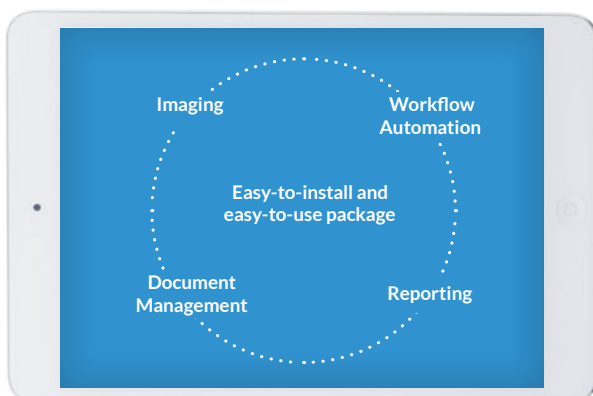 Imaging
Workflow
Automation
Easy-to-install and
easy-to-use package
Document
Management
Reporting